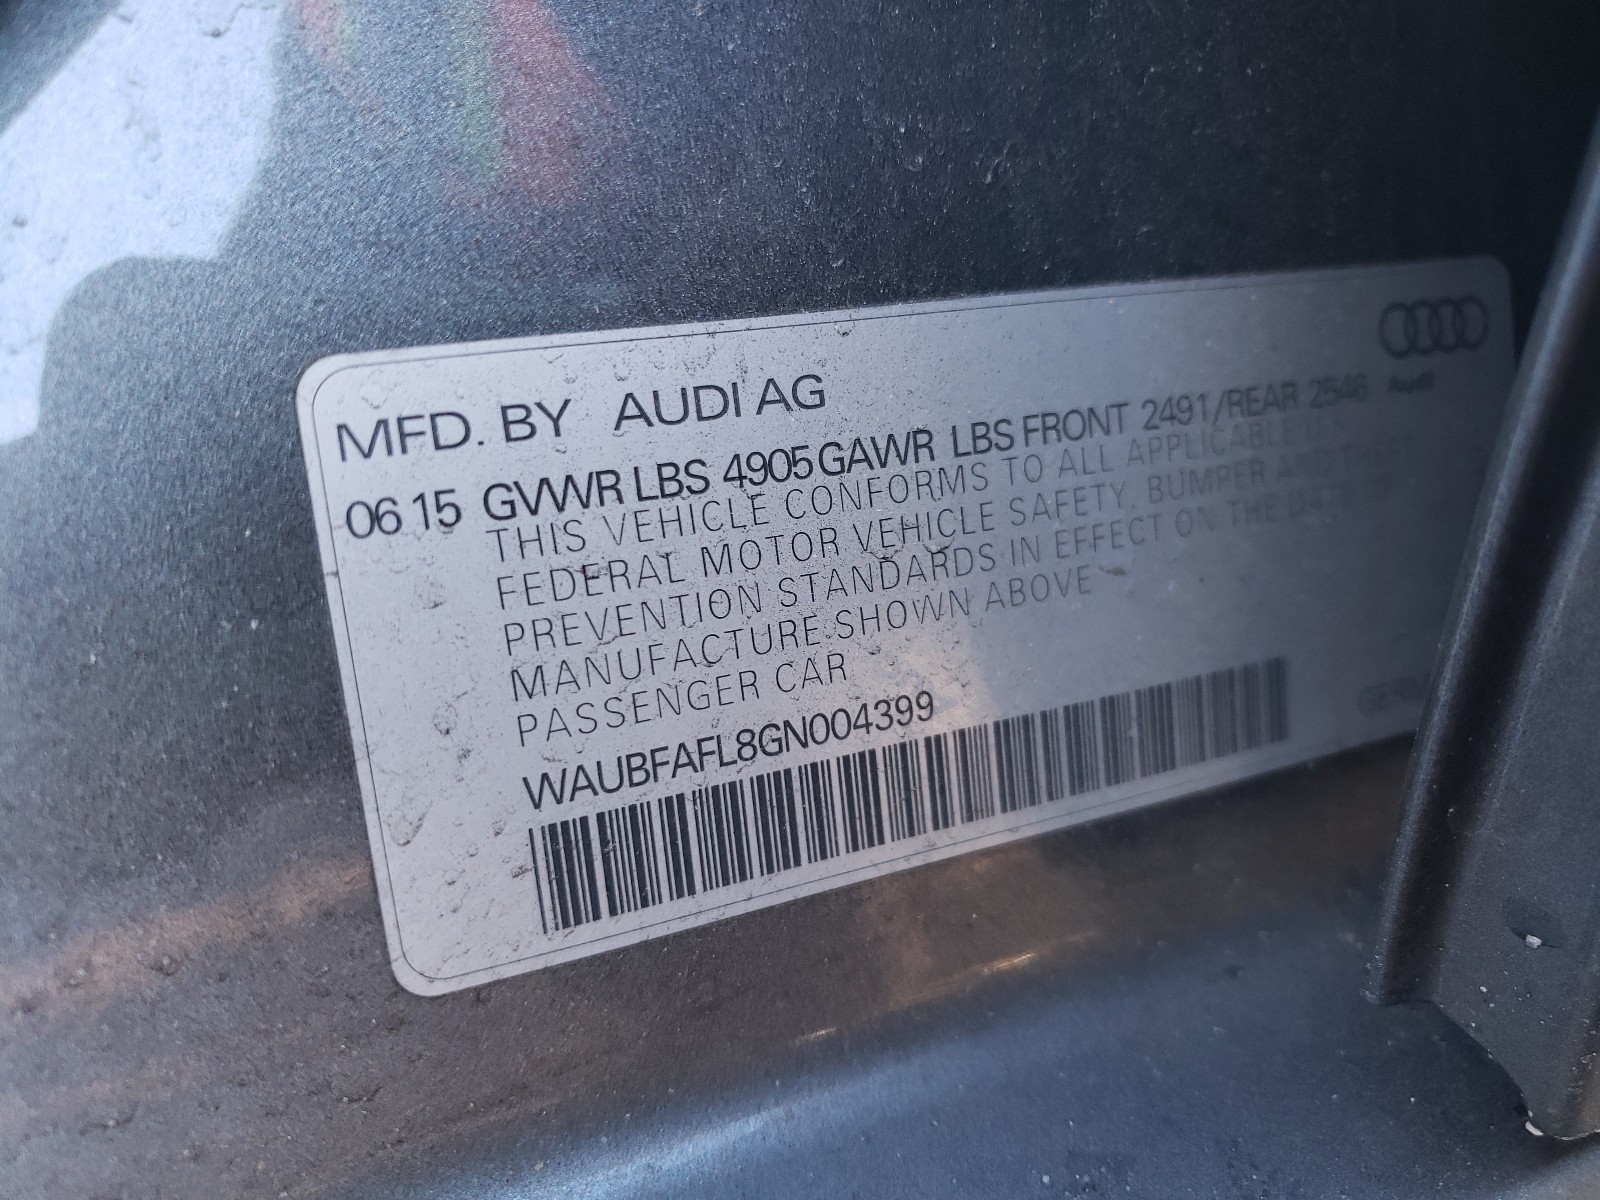 MFD. BY AUDI AG
Audi
06 15 GVWR LBS 4905 GAWR LBS FRONT 2491/REAR 2546
THIS VEHICLE CONFORMS TO ALL APPLICABLE U.S.
FEDERAL MOTOR VEHICLE SAFETY, BUMPER AND
PREVENTION STANDARDS IN EFFECT ON THE DATE
MANUFACTURE SHOWN ABOVE
PASSENGER CAR
WAUBFAFL8GN004399